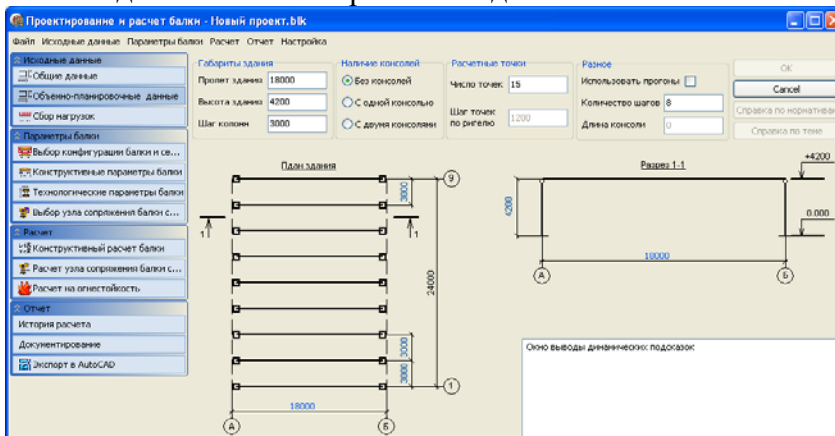 Проектирование и расчет балки - Новый проект.blk
Файл Исходные данные Параметры балки Расчет Отчет Настройка
Исходные данные
Общие данные
Объемно-планировочные данные
Сбор нагрузок
Параметры балки
Выбор конфигурации балки и се...
Конструктивные параметры балки
Технологические параметры балки
Выбор узла сопряжения балки с...
Расчет
Конструктивный расчет балки
Расчет узла сопряжения балки с...
Расчет на огнестойкость
Отчет
История расчета
Документирование
Экспорт в AutoCAD
Габариты здания
Пролет здания 18000
Высота здания 4200
Шаг колонн 3000
Наличие консолей
Без консолей
С одной консолью
С двумя консолями
Расчетные точки
Число точек 15
Шаг точек
по ригелю 1200
Разное
Использовать прогоны
Количество шагов 8
Длина консоли 0
OK
Cancel
Справка по нормативам
Справка по теме
План здания
9
3000
1
1
24000
3000
3000
1
18000
А
Б
Разрез 1-1
+4200
4200
0.000
18000
А
Б
Окно выводы динамических подсказок